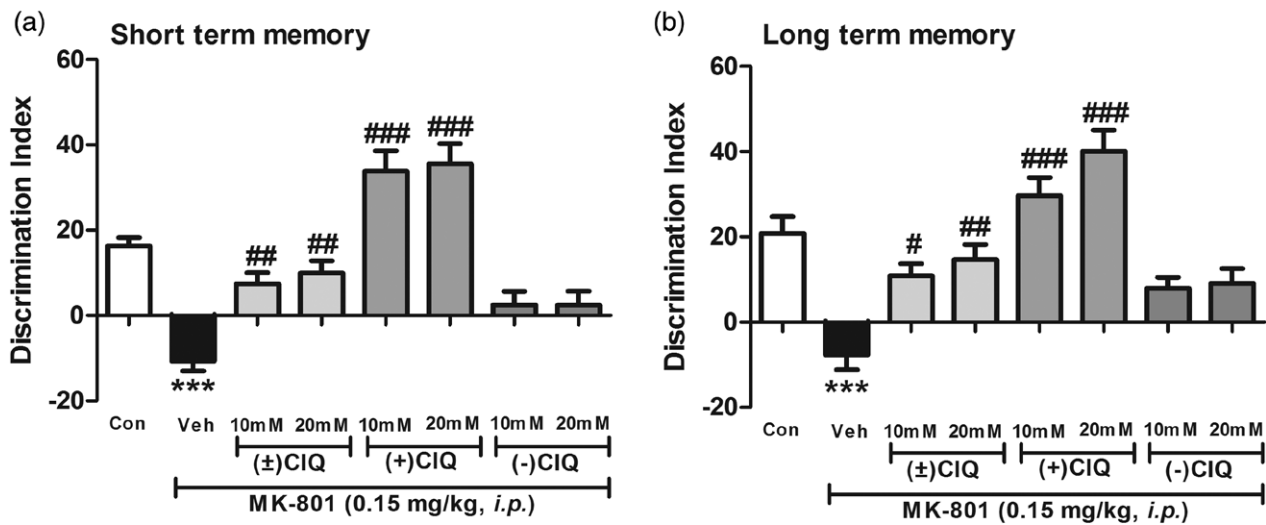 (a) Short term memory
Discrimination Index
60
40
20
0
-20
***
##
##
###
###
Con Veh 10mM 20mM 10mM 20mM 10mM 20mM
(±)CIQ (+)CIQ (-)CIQ
MK-801 (0.15 mg/kg, i.p.)
(b) Long term memory
Discrimination Index
60
40
20
0
-20
***
#
##
###
###
Con Veh 10mM 20mM 10mM 20mM 10mM 20mM
(±)CIQ (+)CIQ (-)CIQ
MK-801 (0.15 mg/kg, i.p.)